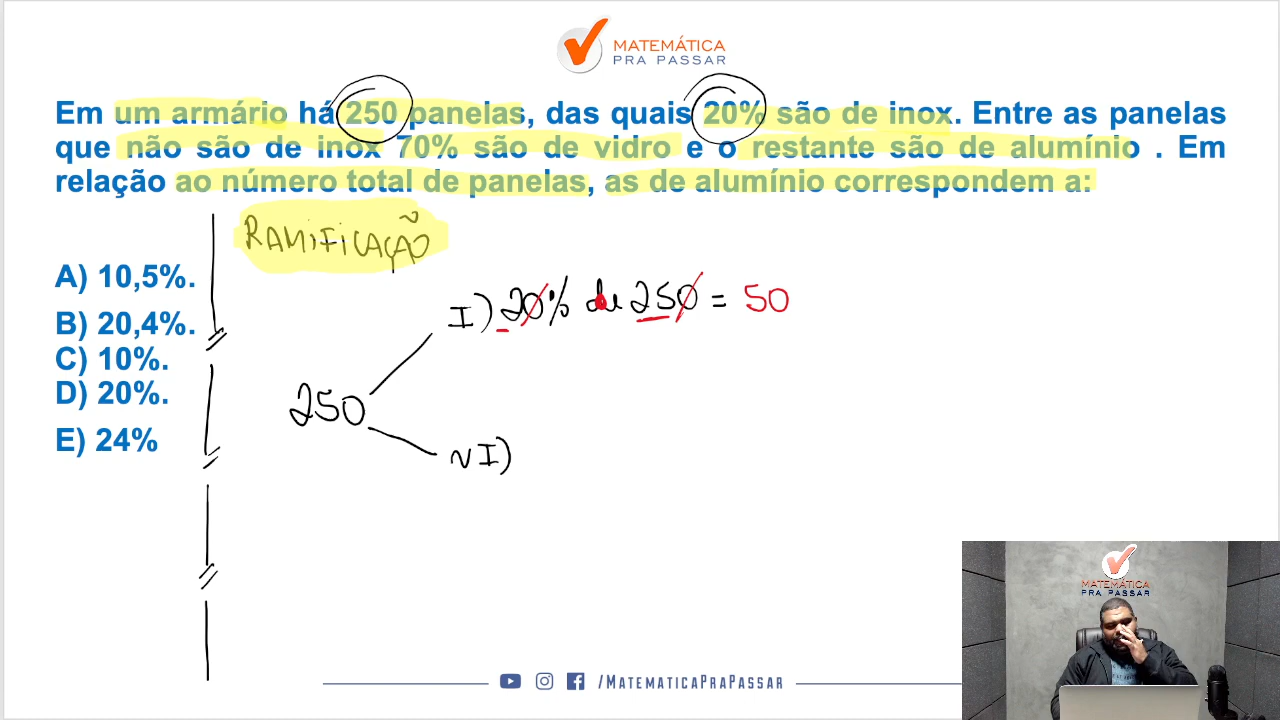 MATEMÁTICA
PRA PASSAR
Em um armário há 250 panelas, das quais 20% são de inox. Entre as panelas
que não são de inox 70% são de vidro e o restante são de alumínio . Em
relação ao número total de panelas, as de alumínio correspondem a:
RAMIFICAÇÃO
A) 10,5%.
B) 20,4%.
C) 10%.
D) 20%.
E) 24%
I) 20% de 250 = 50
250
NI)
MATEMÁTICA
PRA PASSAR
/MATEMATICAPRAPASSAR